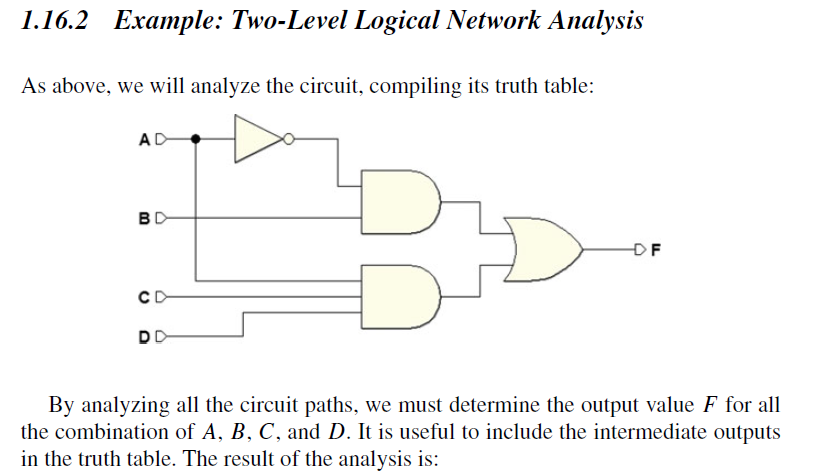 1.16.2 Example: Two-Level Logical Network Analysis
As above, we will analyze the circuit, compiling its truth table:
A
B
F
C
D
By analyzing all the circuit paths, we must determine the output value F for all
the combination of A, B, C, and D. It is useful to include the intermediate outputs
in the truth table. The result of the analysis is: